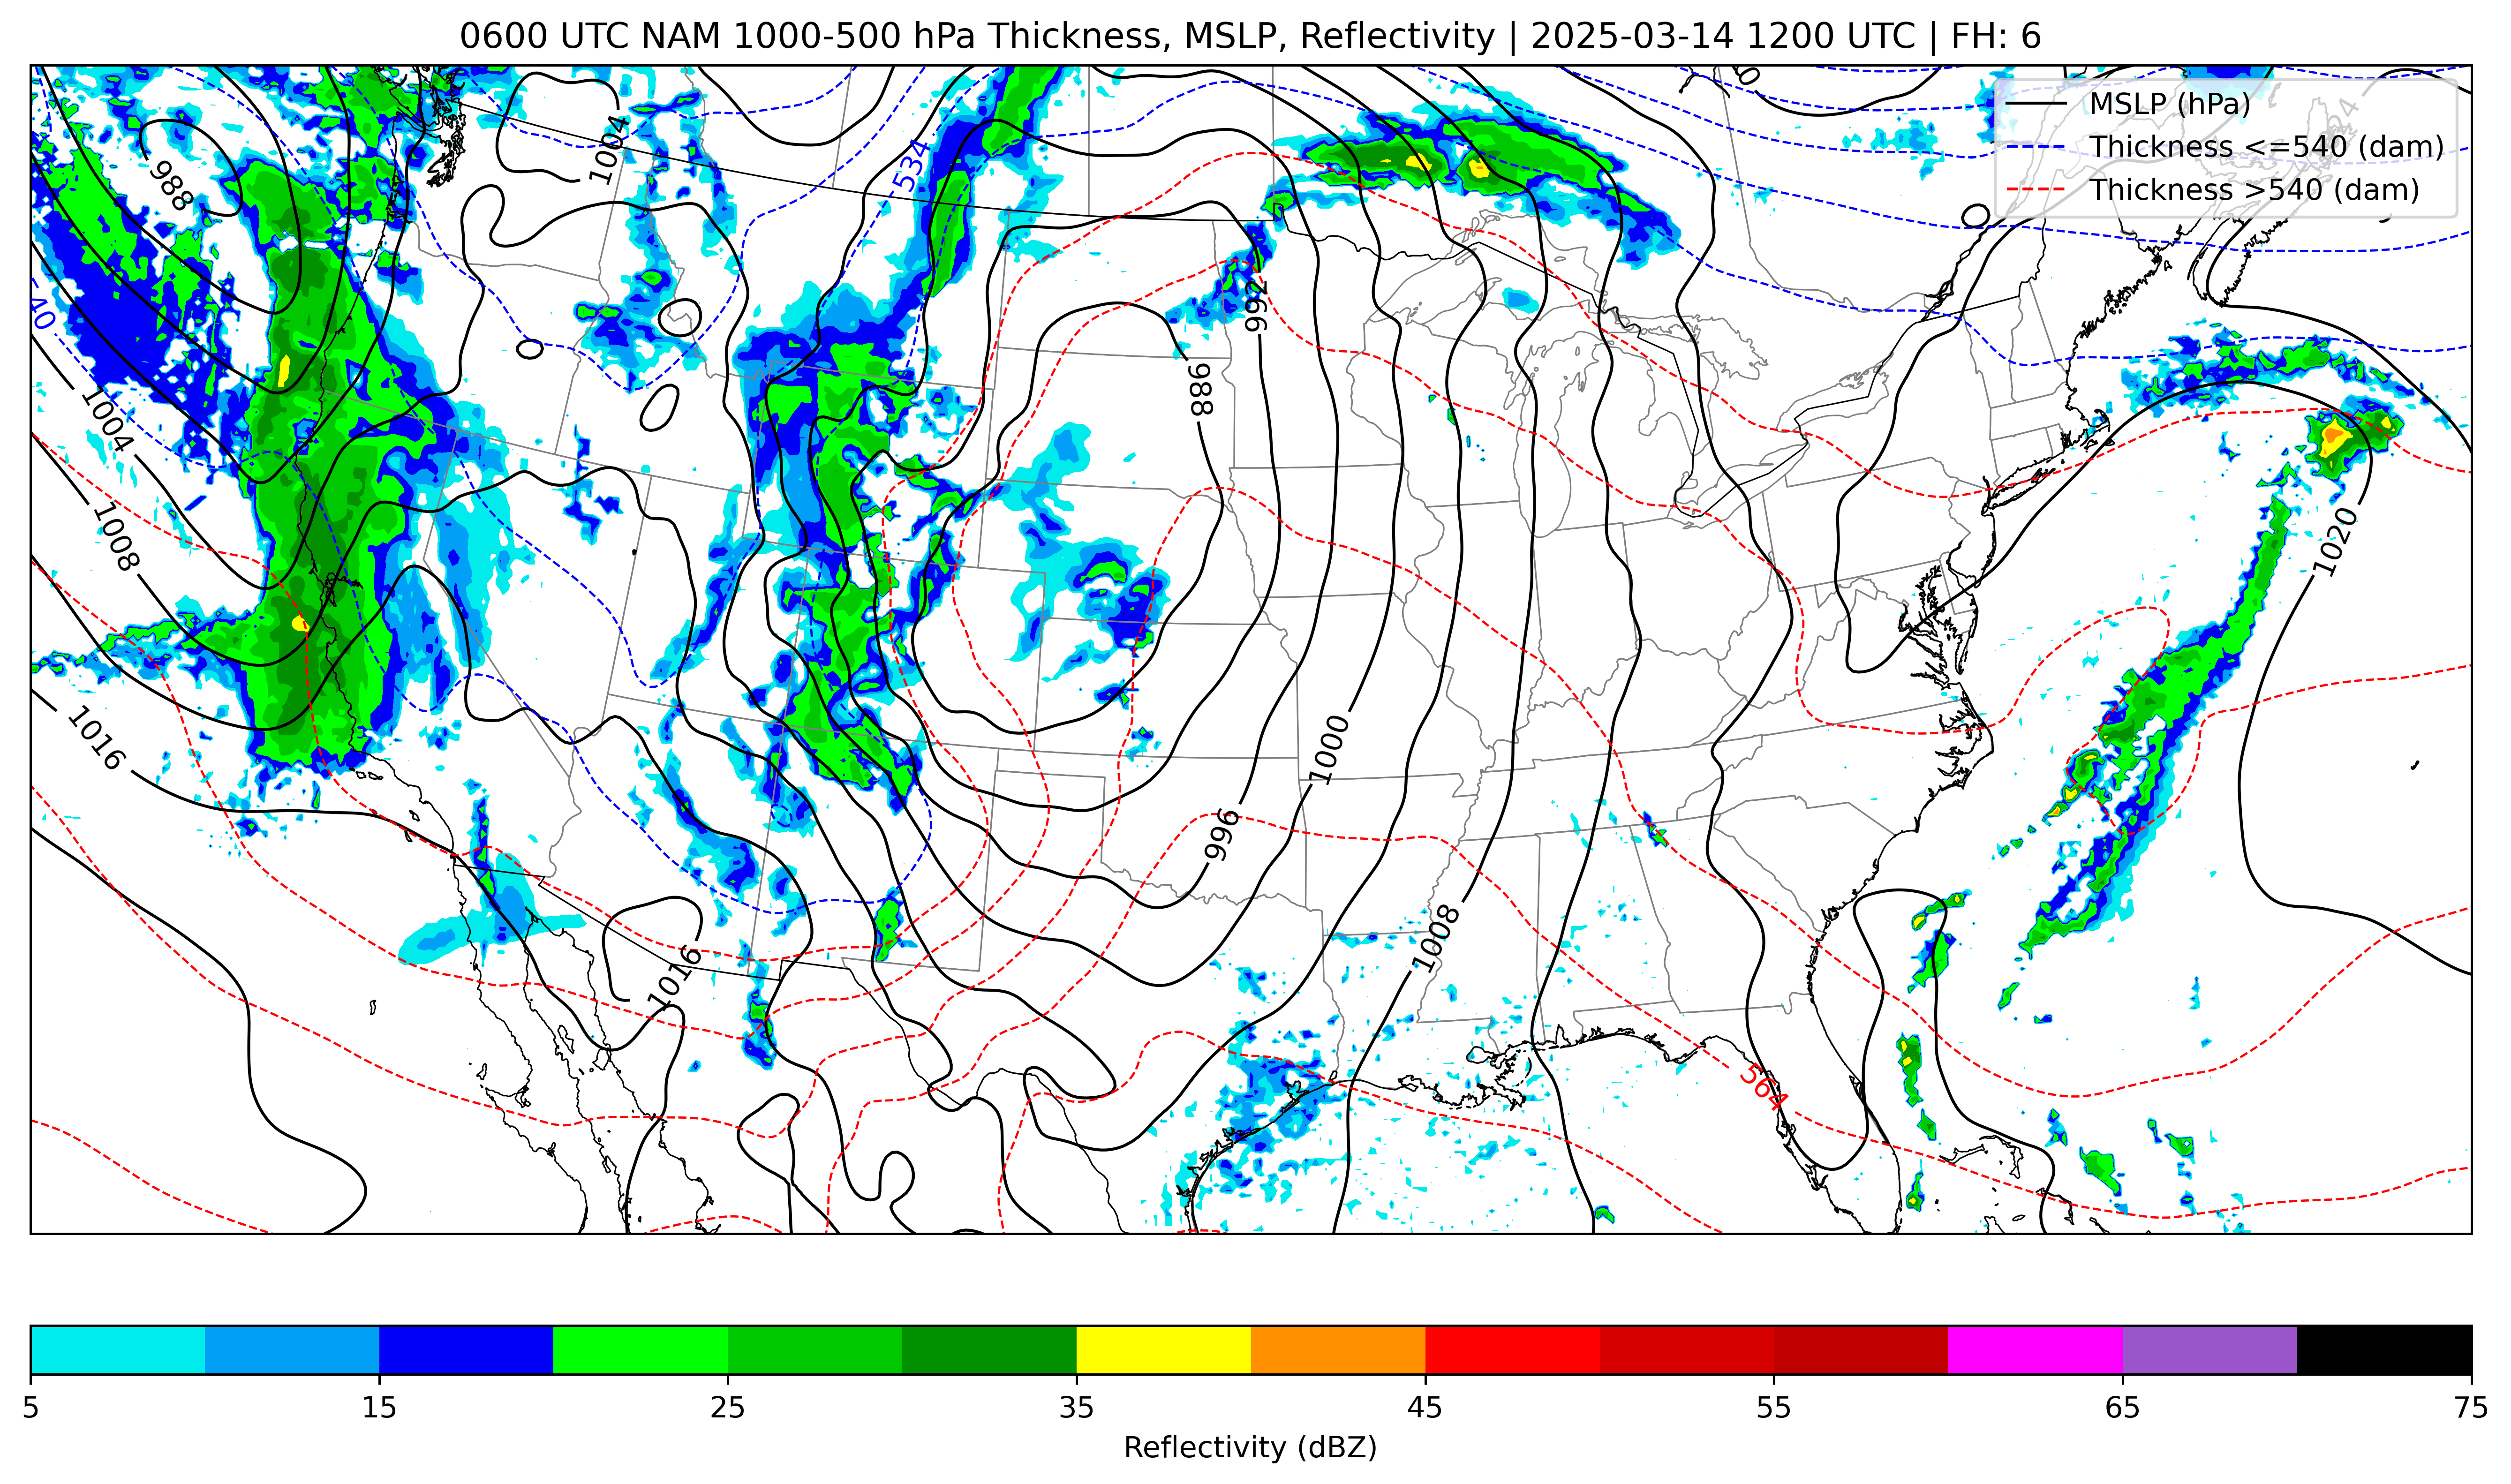 0600 UTC NAM 1000-500 hPa Thickness, MSLP, Reflectivity | 2025-03-14 1200 UTC | FH: 6
MSLP (hPa)
Thickness <=540 (dam)
Thickness >540 (dam)
988
1004
534
992
988
1004
1008
1016
1020
1000
996
1008
1016
564
5 15 25 35 45 55 65 75
Reflectivity (dBZ)